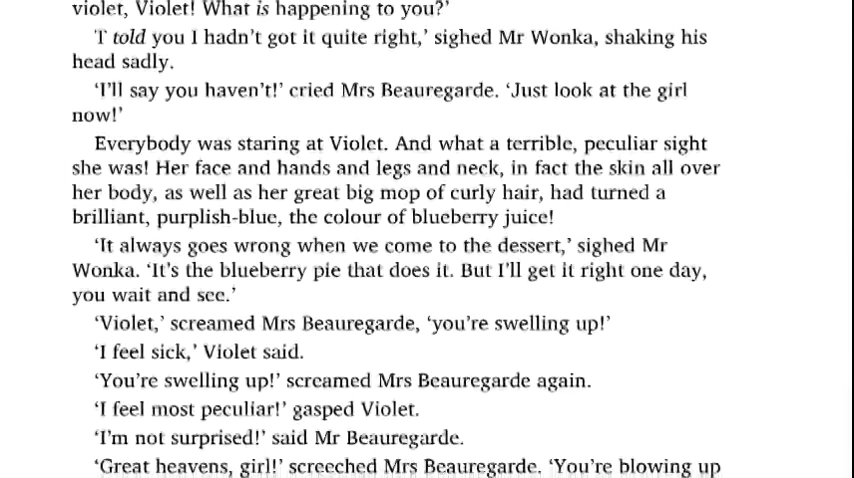 violet, Violet! What is happening to you?’
‘I told you I hadn’t got it quite right,’ sighed Mr Wonka, shaking his
head sadly.
‘I’ll say you haven’t!’ cried Mrs Beauregarde. ‘Just look at the girl
now!’
Everybody was staring at Violet. And what a terrible, peculiar sight
she was! Her face and hands and legs and neck, in fact the skin all over
her body, as well as her great big mop of curly hair, had turned a
brilliant, purplish-blue, the colour of blueberry juice!
‘It always goes wrong when we come to the dessert,’ sighed Mr
Wonka. ‘It’s the blueberry pie that does it. But I’ll get it right one day,
you wait and see.’
‘Violet,’ screamed Mrs Beauregarde, ‘you’re swelling up!’
‘I feel sick,’ Violet said.
‘You’re swelling up!’ screamed Mrs Beauregarde again.
‘I feel most peculiar!’ gasped Violet.
‘I’m not surprised!’ said Mr Beauregarde.
‘Great heavens, girl!’ screeched Mrs Beauregarde. ‘You’re blowing up